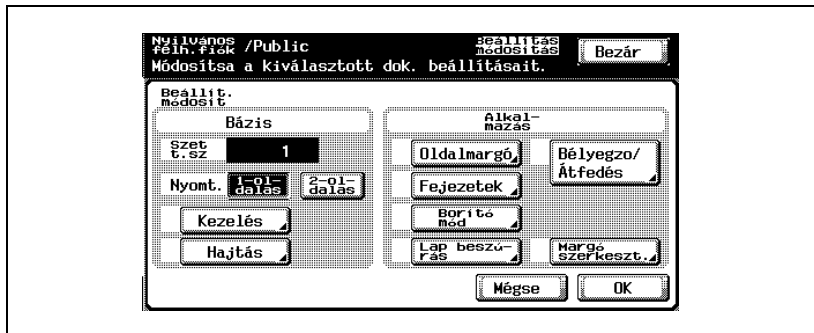 Nyilvános
félh.fiók /Public
Beállítás
módosítás
Bezár
Módosítsa a kiválasztott dok. beállításait.
Beállít.
módosít
Bázis
Szet
t.sz
1
Nyomt.
1-ol-
dalas
2-ol-
dalas
Kezelés
Hajtás
Alkal-
mazás
Oldalmargó
Bélyegzo/
Átfedés
Fejezetek
Borító
mód
Lap beszú-
rás
Margó
szerkeszt.
Mégse
OK